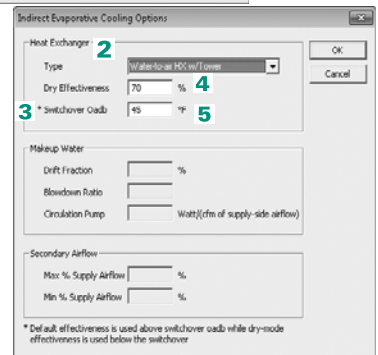 Indirect Evaporative Cooling Options
Heat Exchanger 2
Type Water-to-air HX w/Tower
OK
Dry Effectiveness 70 % 4
Cancel
3 * Switchover Oadb 45 °F 5
Makeup Water
Drift Fraction %
Blowdown Ratio
Circulation Pump Watt/(cfm of supply-side airflow)
Secondary Airflow
Max % Supply Airflow %
Min % Supply Airflow %
* Default effectiveness is used above switchover oadb while dry-mode
effectiveness is used below the switchover